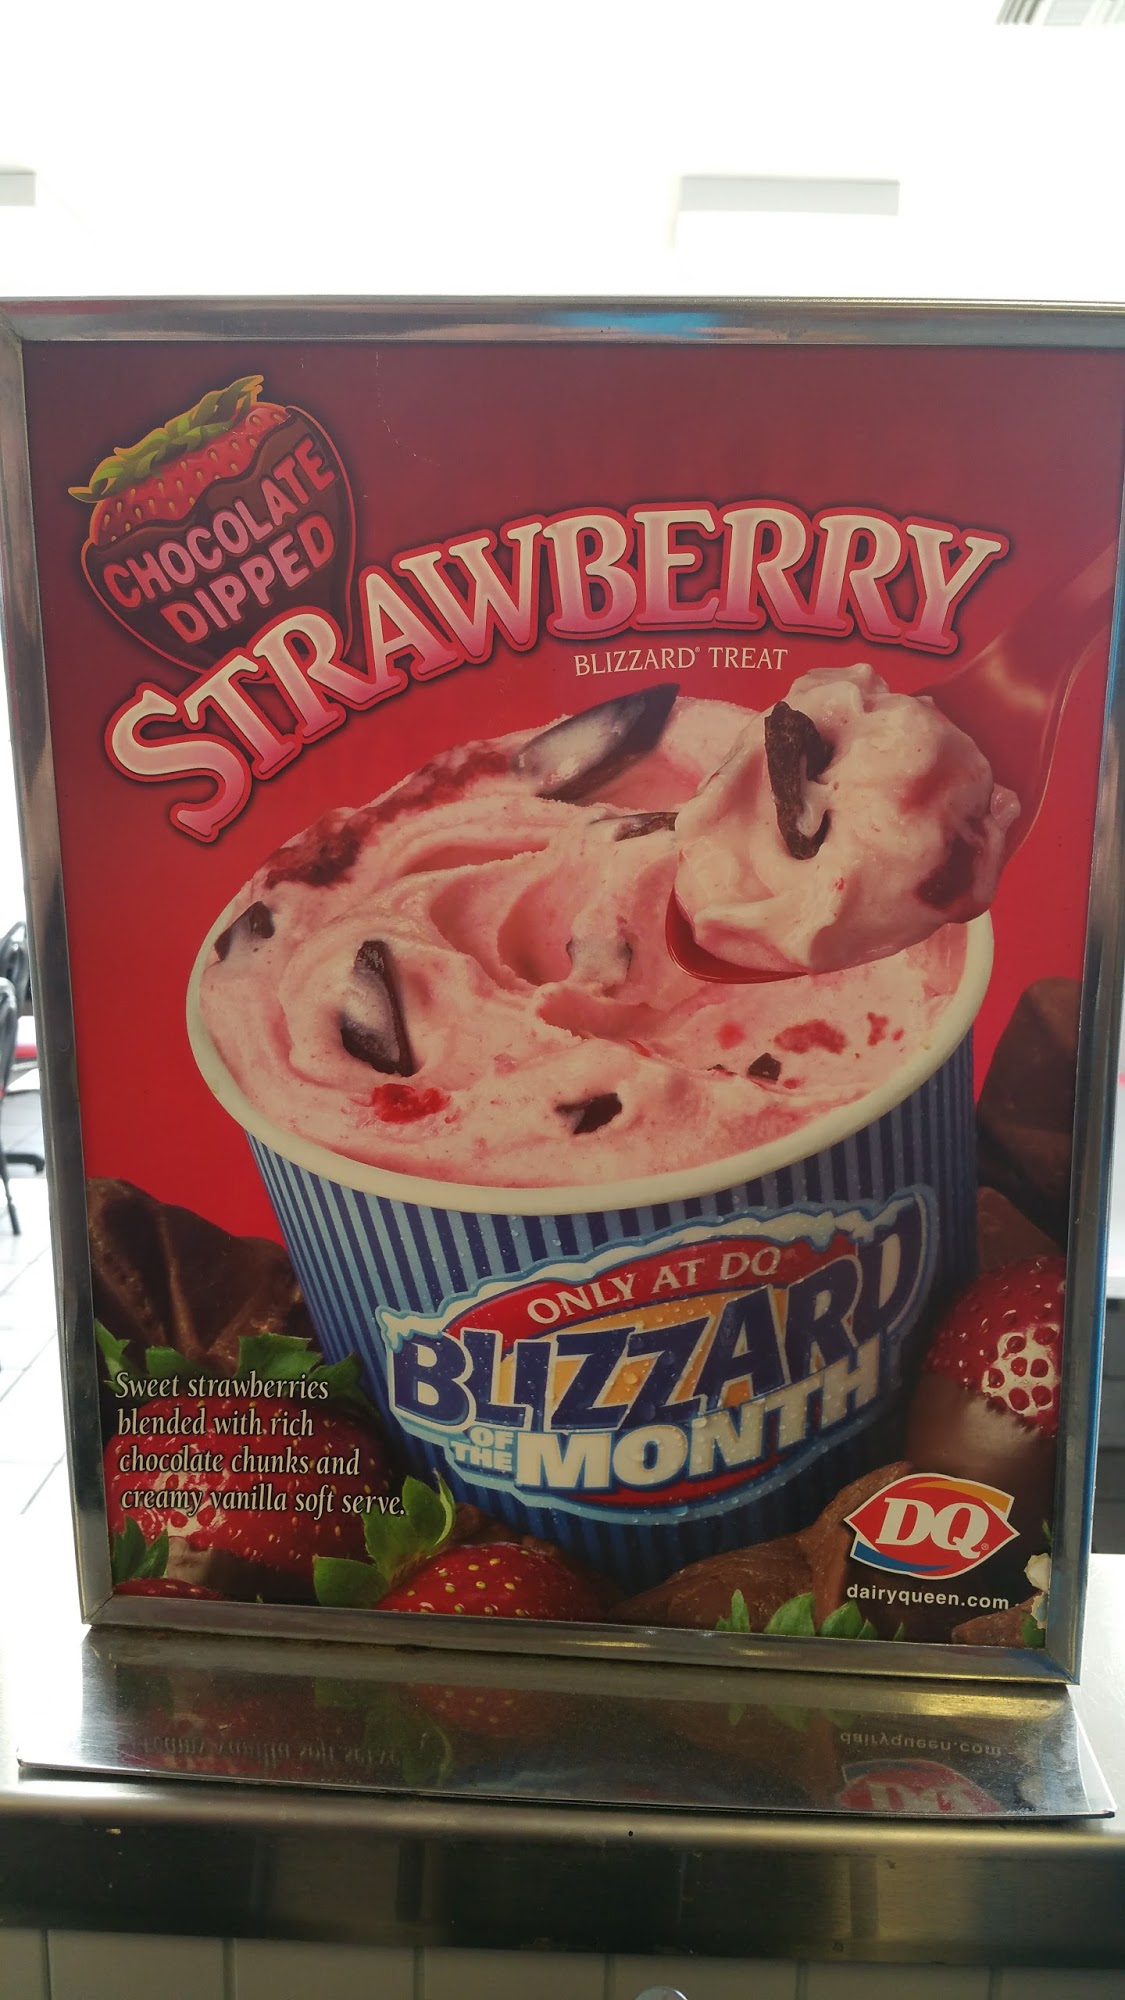 CHOCOLATE
DIPPED
STRAWBERRY
BLIZZARD® TREAT
ONLY AT DQ®
BLIZZARD
OF THE MONTH
Sweet strawberries
blended with rich
chocolate chunks and
creamy vanilla soft serve.
DQ®
dairyqueen.com